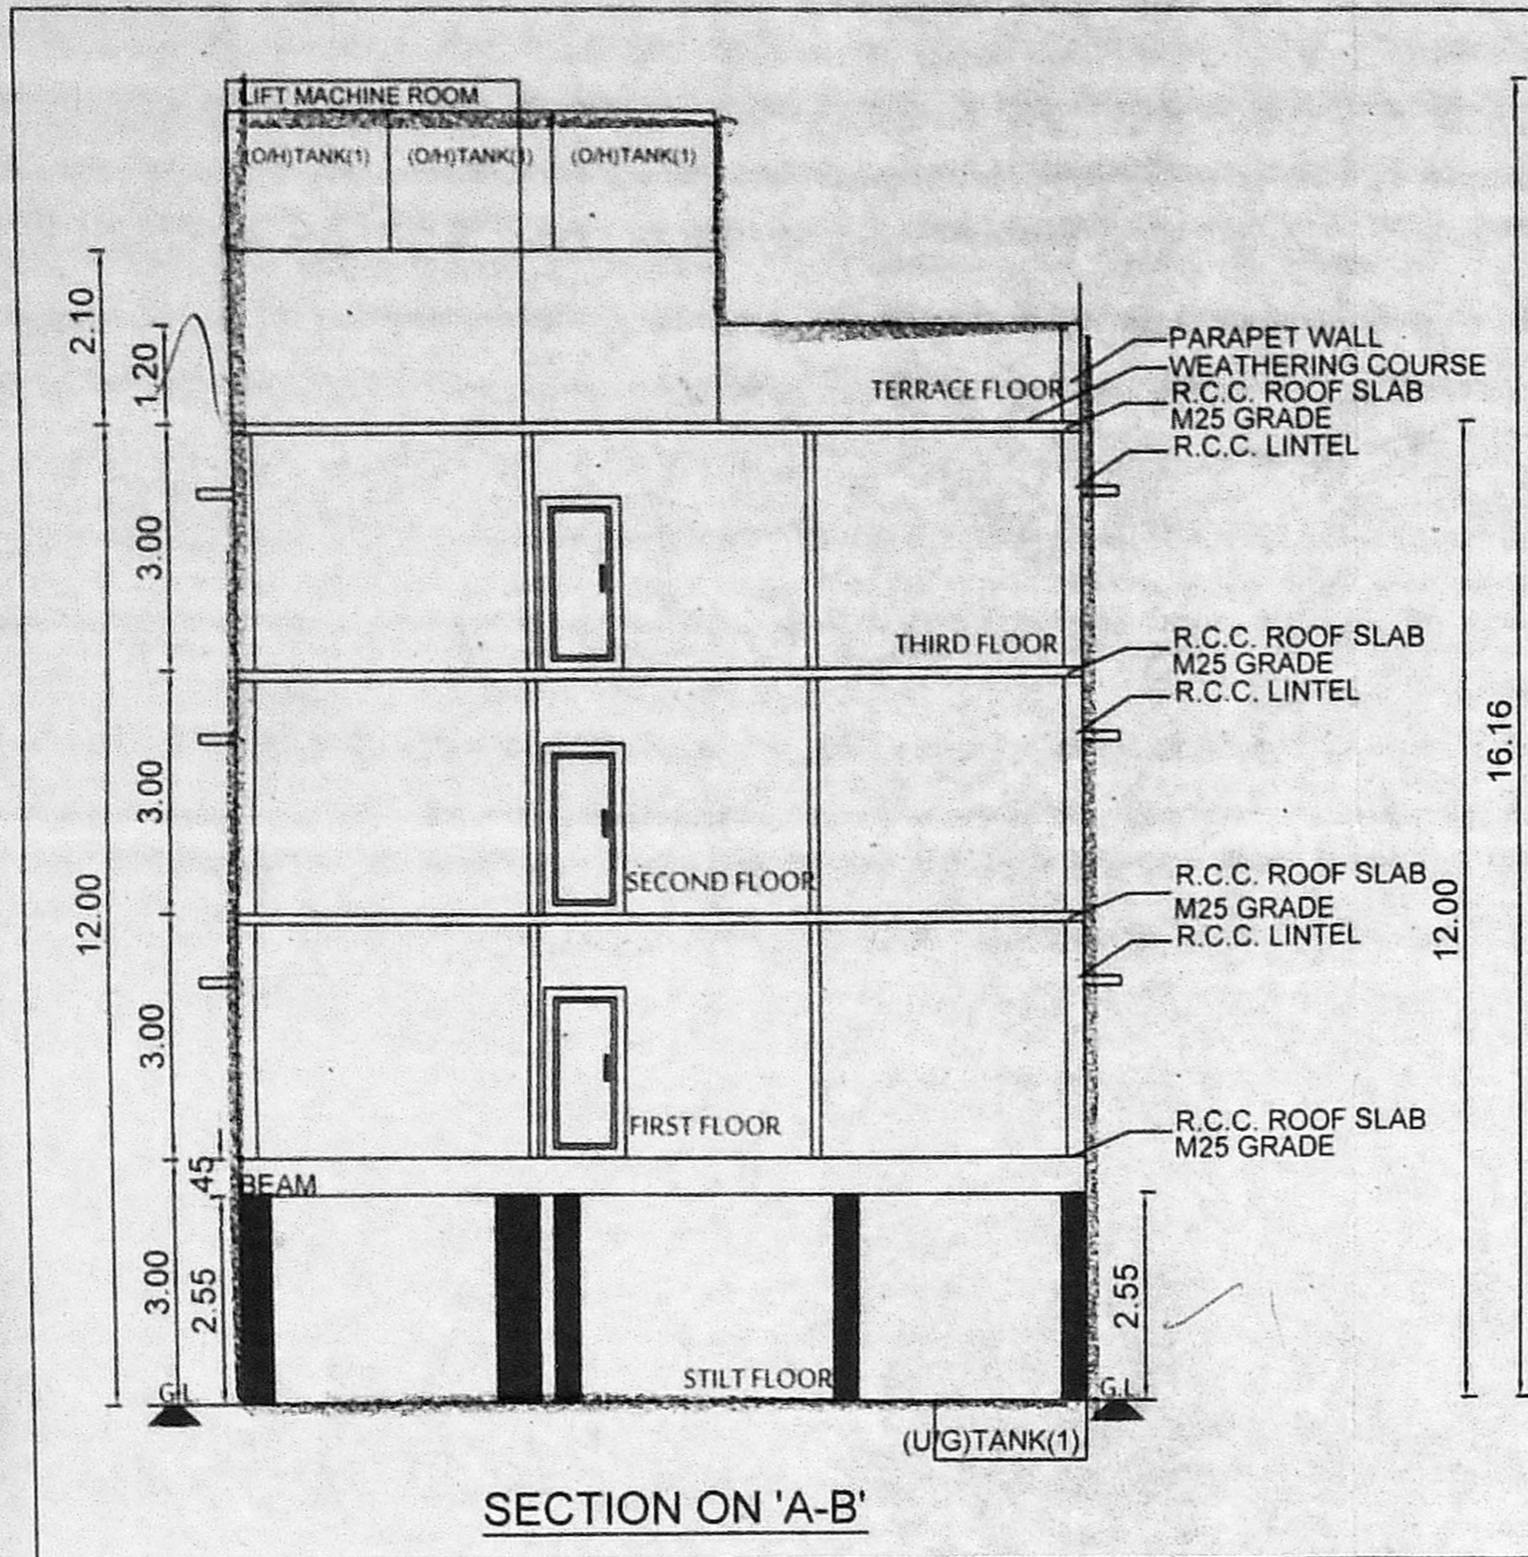 LIFT MACHINE ROOM
(O/H)TANK(1) (O/H)TANK(1) (O/H)TANK(1)
2.10
1.20
PARAPET WALL
WEATHERING COURSE
TERRACE FLOOR
R.C.C. ROOF SLAB
M25 GRADE
R.C.C. LINTEL
3.00
THIRD FLOOR
R.C.C. ROOF SLAB
M25 GRADE
R.C.C. LINTEL
16.16
3.00
SECOND FLOOR
R.C.C. ROOF SLAB
M25 GRADE
R.C.C. LINTEL
12.00
12.00
3.00
FIRST FLOOR
R.C.C. ROOF SLAB
M25 GRADE
.45
BEAM
3.00
2.55
2.55
STILT FLOOR
G.L
G.L
(U/G)TANK(1)
SECTION ON 'A-B'